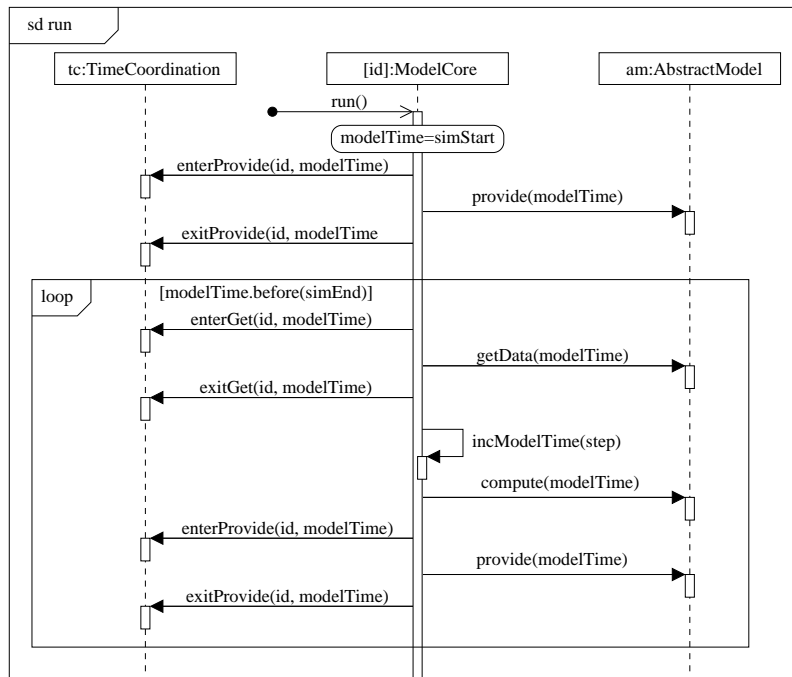 sd run
tc:TimeCoordination
[id]:ModelCore
am:AbstractModel
run()
modelTime=simStart
enterProvide(id, modelTime)
provide(modelTime)
exitProvide(id, modelTime
loop
[modelTime.before(simEnd)]
enterGet(id, modelTime)
getData(modelTime)
exitGet(id, modelTime)
incModelTime(step)
compute(modelTime)
enterProvide(id, modelTime)
provide(modelTime)
exitProvide(id, modelTime)